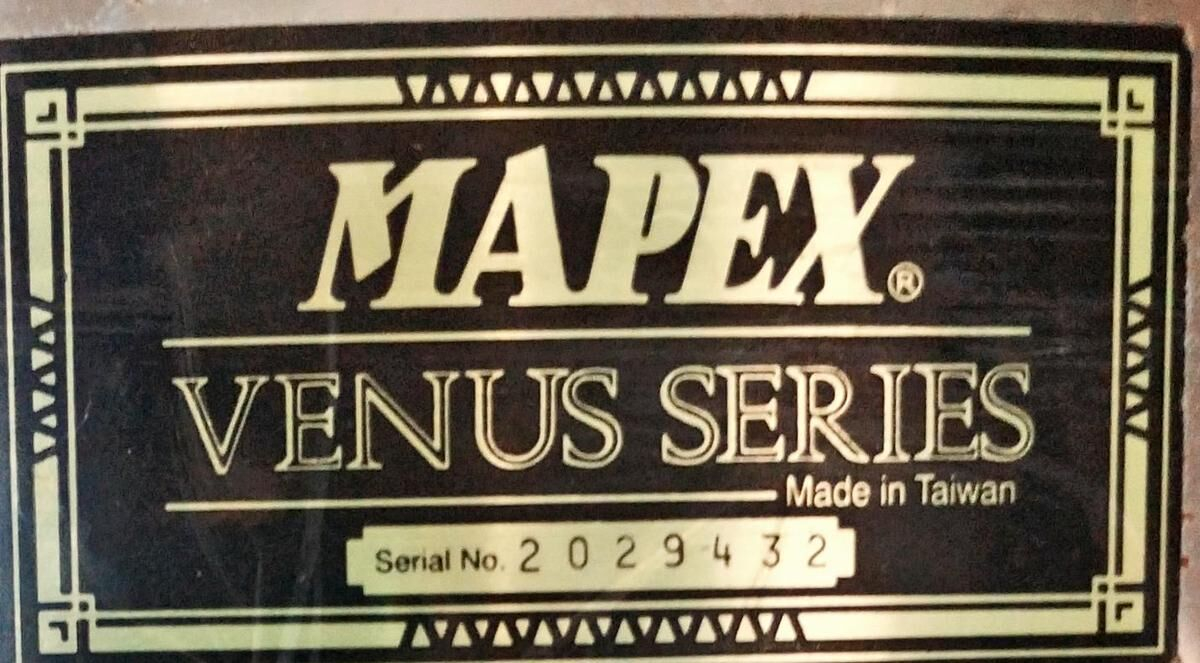 MAPEX®
VENUS SERIES
Made in Taiwan
Serial No. 2029432